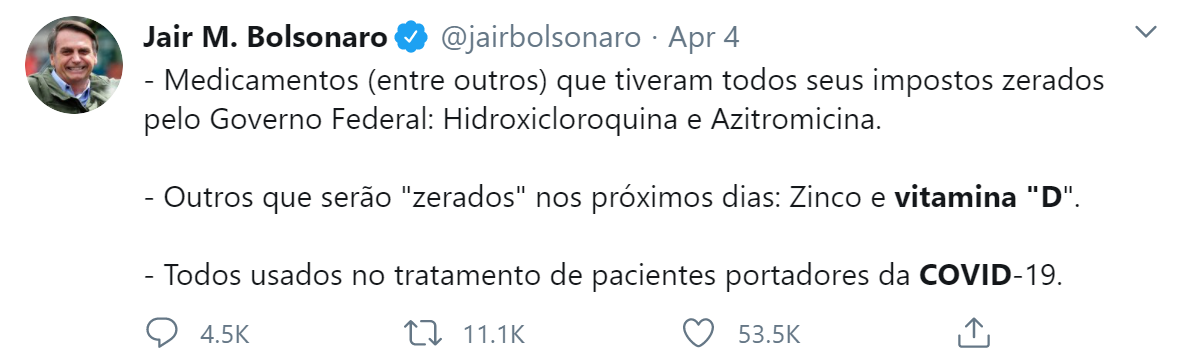 Jair M. Bolsonaro @jairbolsonaro · Apr 4
- Medicamentos (entre outros) que tiveram todos seus impostos zerados
pelo Governo Federal: Hidroxicloroquina e Azitromicina.
- Outros que serão "zerados" nos próximos dias: Zinco e vitamina "D".
- Todos usados no tratamento de pacientes portadores da COVID-19.
4.5K 11.1K 53.5K